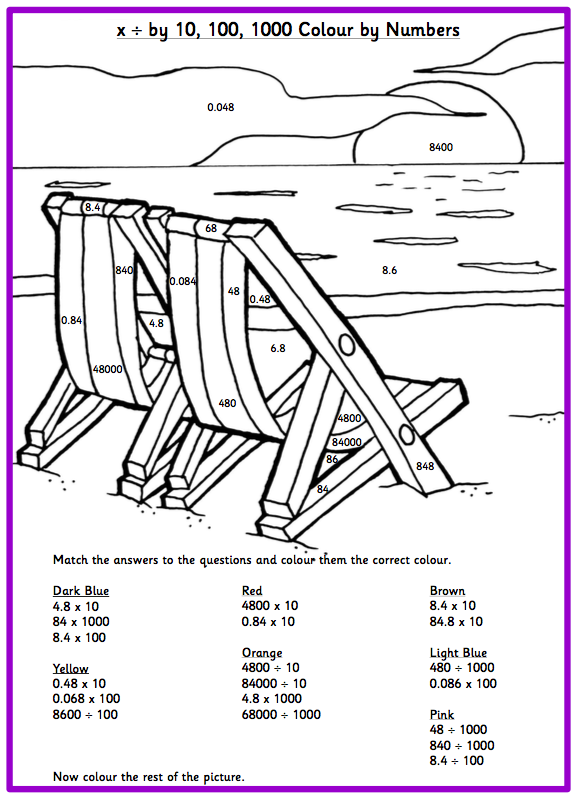 x ÷ by 10, 100, 1000 Colour by Numbers
0.048
8400
8.4
68
840
8.6
0.084
48
0.48
0.84
4.8
6.8
48000
480
4800
84000
86
848
84
Match the answers to the questions and colour them the correct colour.
Dark Blue
4.8 x 10
84 x 1000
8.4 x 100
Yellow
0.48 x 10
0.068 x 100
8600 ÷ 100
Red
4800 x 10
0.84 x 10
Orange
4800 ÷ 10
84000 ÷ 10
4.8 x 1000
68000 ÷ 1000
Brown
8.4 x 10
84.8 x 10
Light Blue
480 ÷ 1000
0.086 x 100
Pink
48 ÷ 1000
840 ÷ 1000
8.4 ÷ 100
Now colour the rest of the picture.